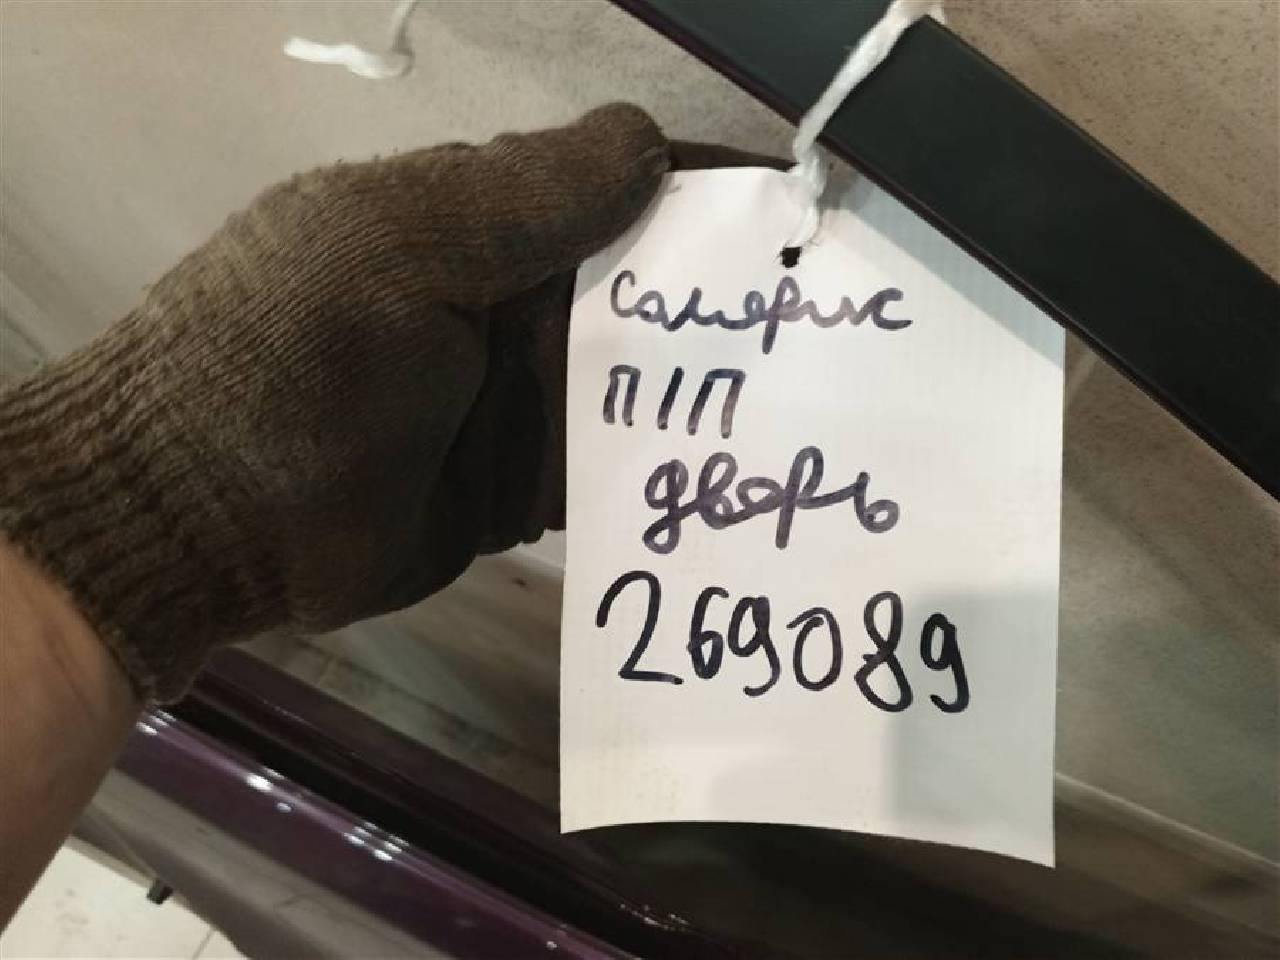 Солярис
П/П
дверь
269089